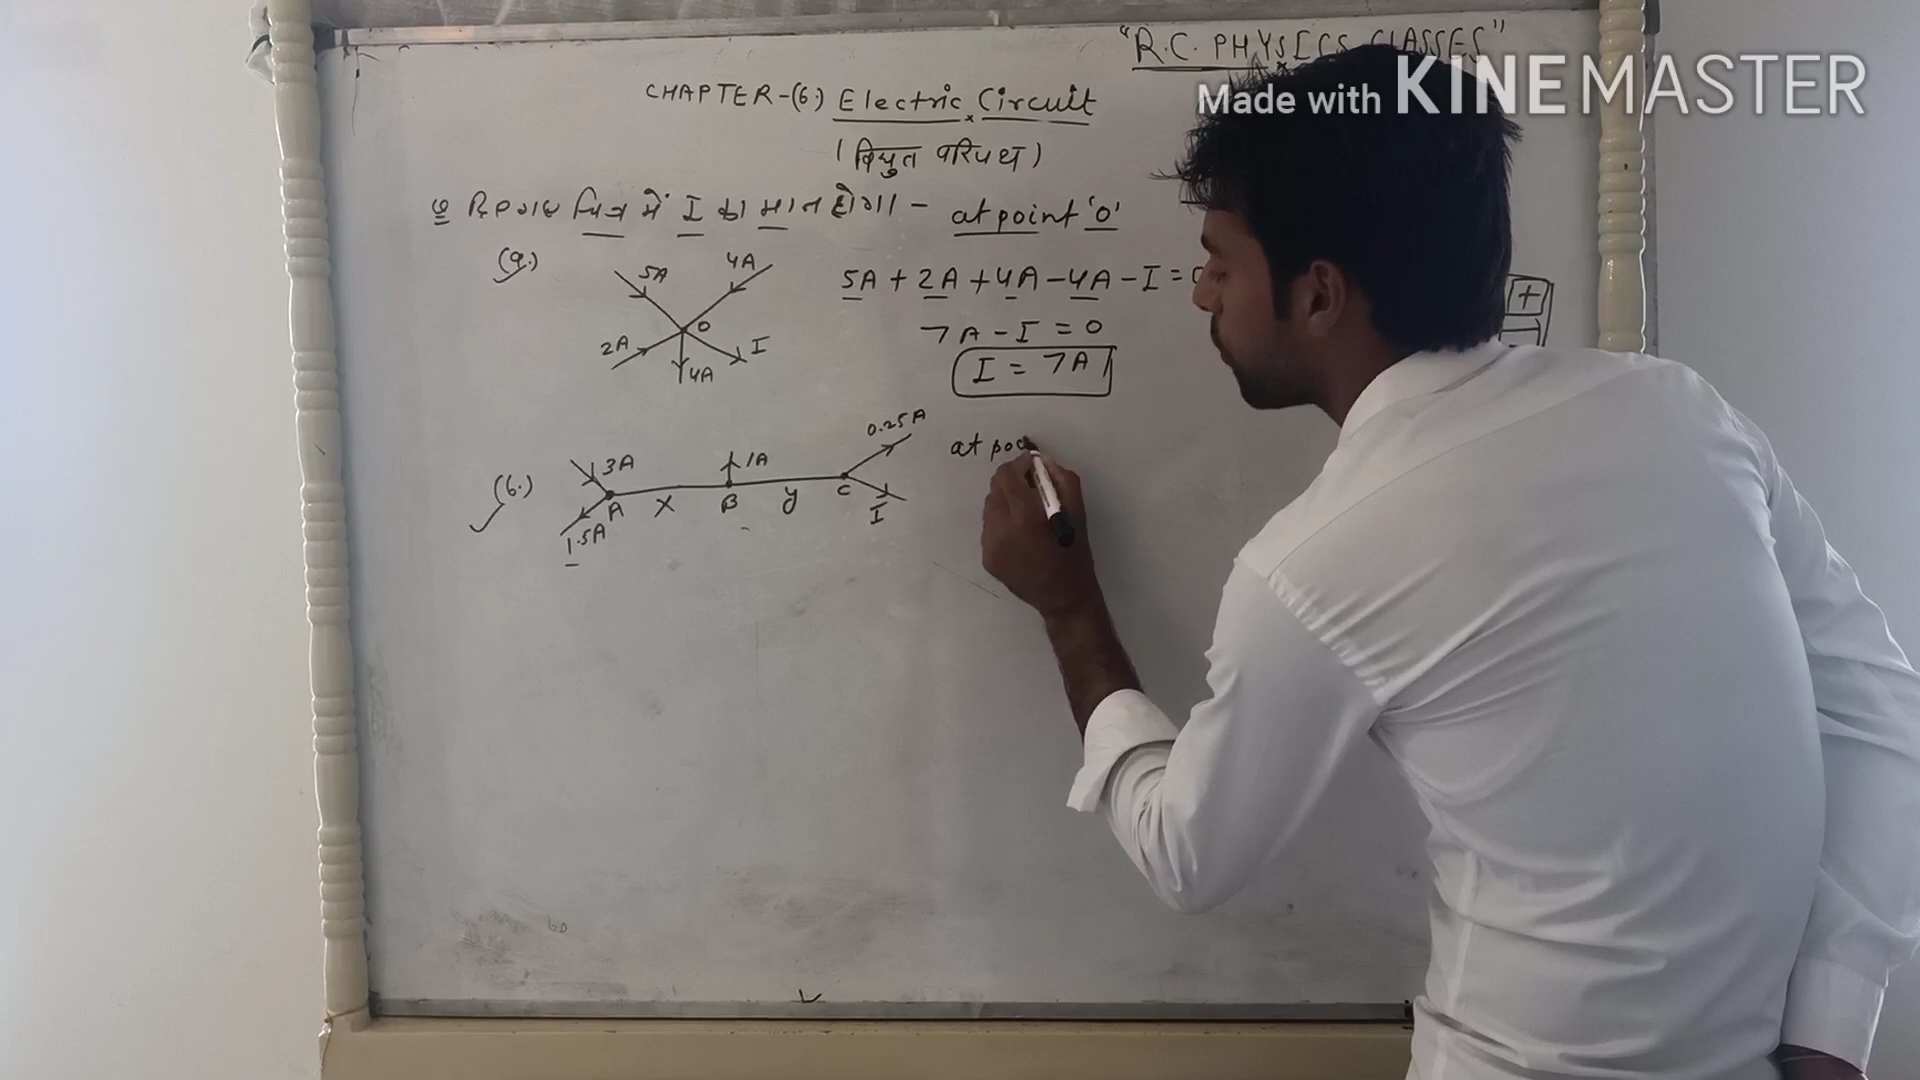 "R.C. PHYSICS CLASSES"
Made with KINEMASTER
CHAPTER-(6.) Electric Circuit
(विद्युत परिपथ)
चित्र में I का मान होगा - at point 'O'
(a.)
5A
4A
O
2A
4A
I
5A + 2A + 4A - 4A - I = 0
7A - I = 0
I = 7A
+
(b.)
3A
1A
0.25A
A
X
B
y
C
I
1.5A
at po